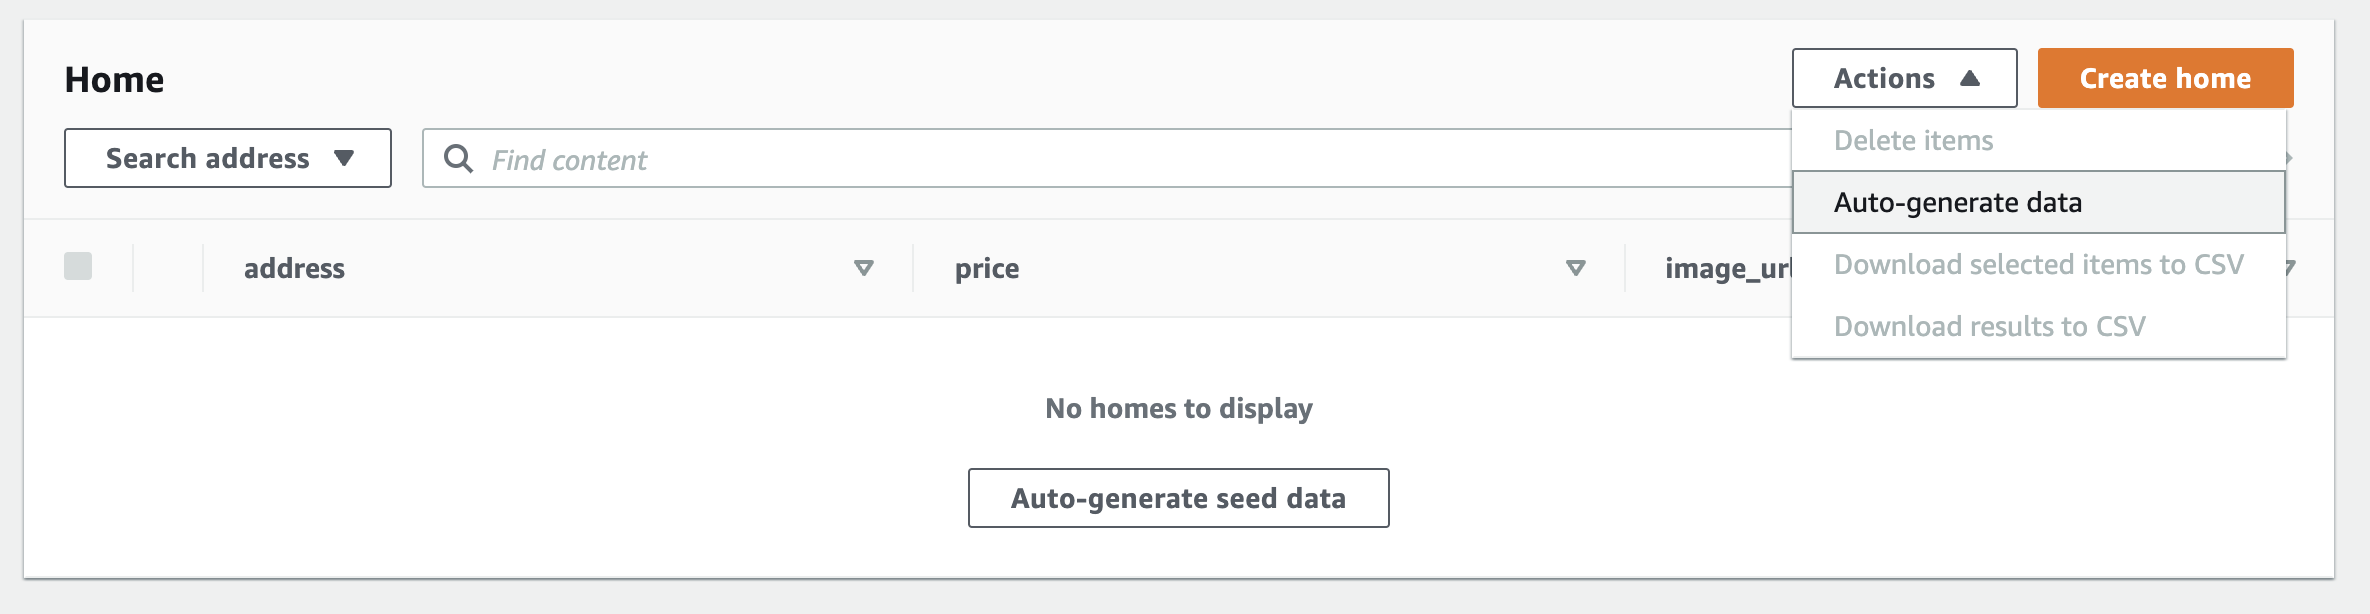 Home
Actions
Create home
Search address
Find content
Delete items
Auto-generate data
Download selected items to CSV
Download results to CSV
address
price
image_url
No homes to display
Auto-generate seed data